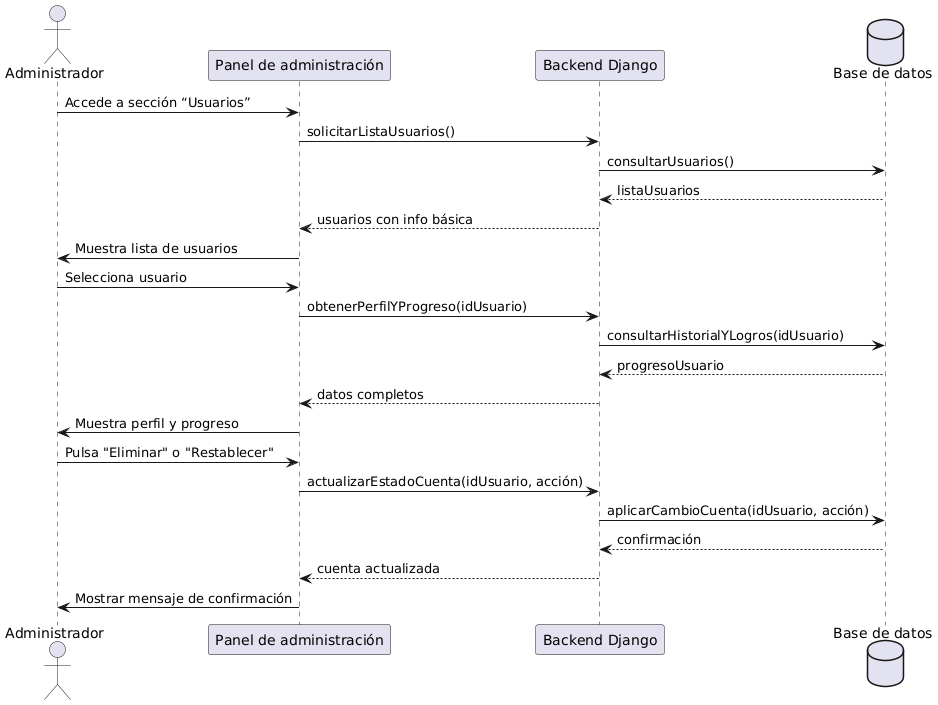 Administrador
Panel de administración
Backend Django
Base de datos
Accede a sección “Usuarios”
solicitarListaUsuarios()
consultarUsuarios()
listaUsuarios
usuarios con info básica
Muestra lista de usuarios
Selecciona usuario
obtenerPerfilYProgreso(idUsuario)
consultarHistorialYLogros(idUsuario)
progresoUsuario
datos completos
Muestra perfil y progreso
Pulsa "Eliminar" o "Restablecer"
actualizarEstadoCuenta(idUsuario, acción)
aplicarCambioCuenta(idUsuario, acción)
confirmación
cuenta actualizada
Mostrar mensaje de confirmación
Administrador
Panel de administración
Backend Django
Base de datos